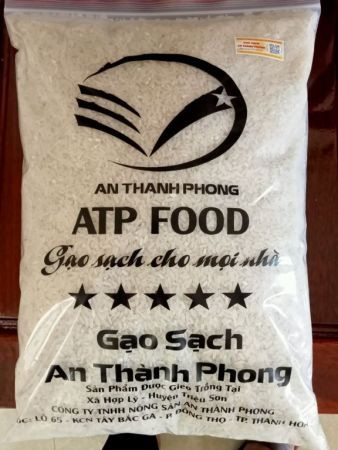 AN THANH PHONG
ATP FOOD
Gạo sạch cho mọi nhà
Gạo Sạch
An Thành Phong
Sản Phẩm Được Gieo Trồng Tại
Xã Hợp Lý - Huyện Triệu Sơn
CÔNG TY TNHH NÔNG SẢN AN THÀNH PHONG
ĐC: LÔ 65 - KCN TÂY BẮC GA - P. ĐÔNG THỌ - TP. THANH HÓA